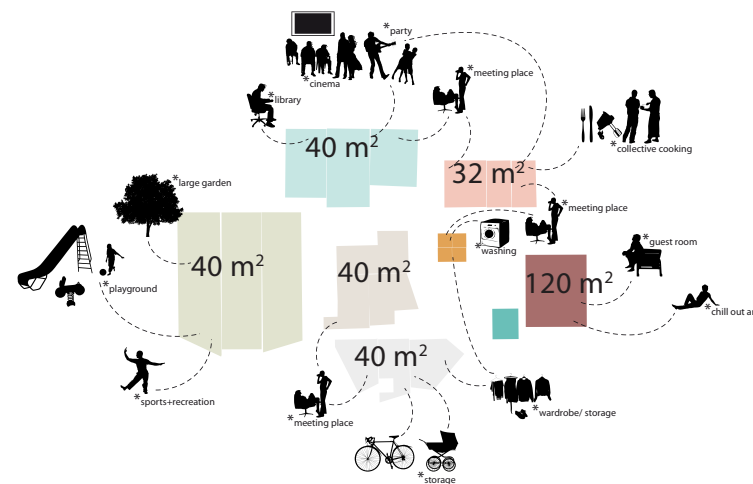 *party
*cinema
*meeting place
*library
40 m²
32 m²
*collective cooking
*large garden
*meeting place
*washing
*guest room
40 m²
40 m²
120 m²
*playground
*chill out ar
40 m²
*sports+recreation
*meeting place
*wardrobe/ storage
*storage